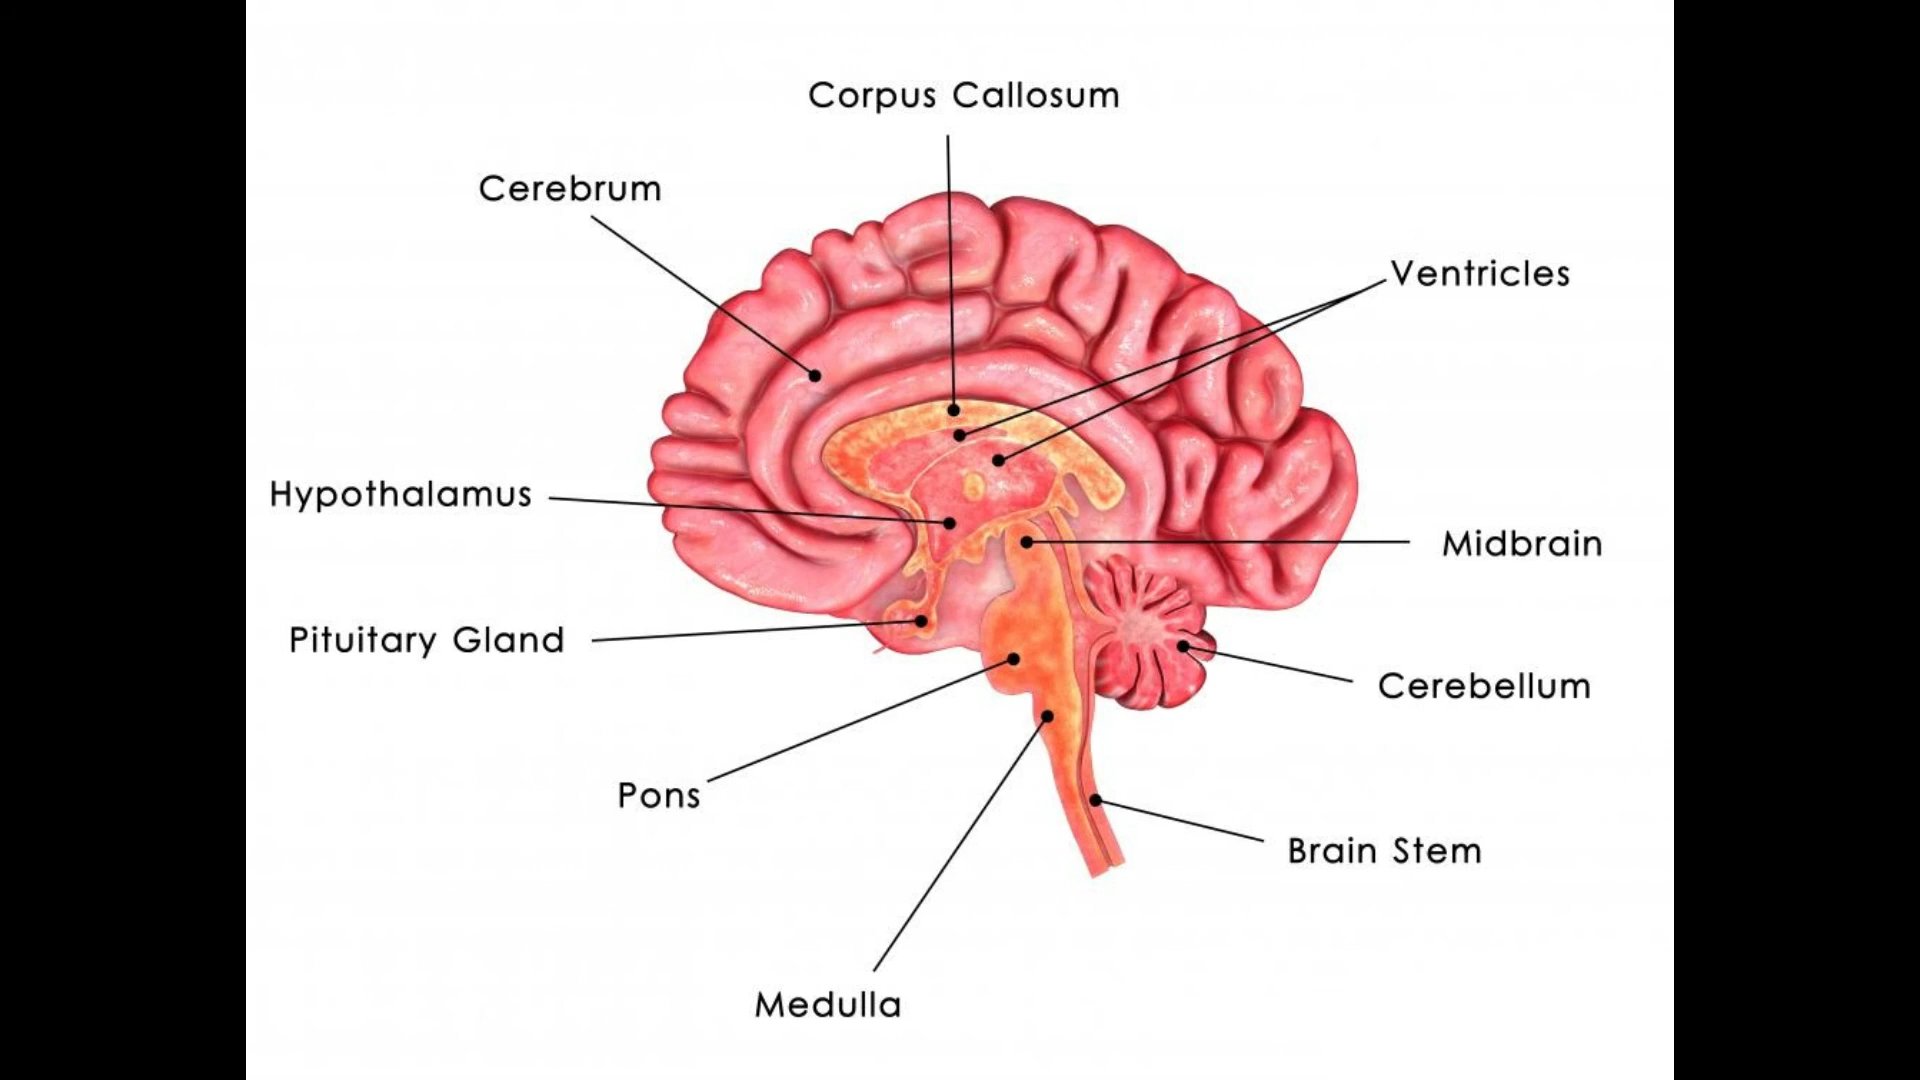 Corpus Callosum
Cerebrum
Ventricles
Hypothalamus
Midbrain
Pituitary Gland
Cerebellum
Pons
Brain Stem
Medulla